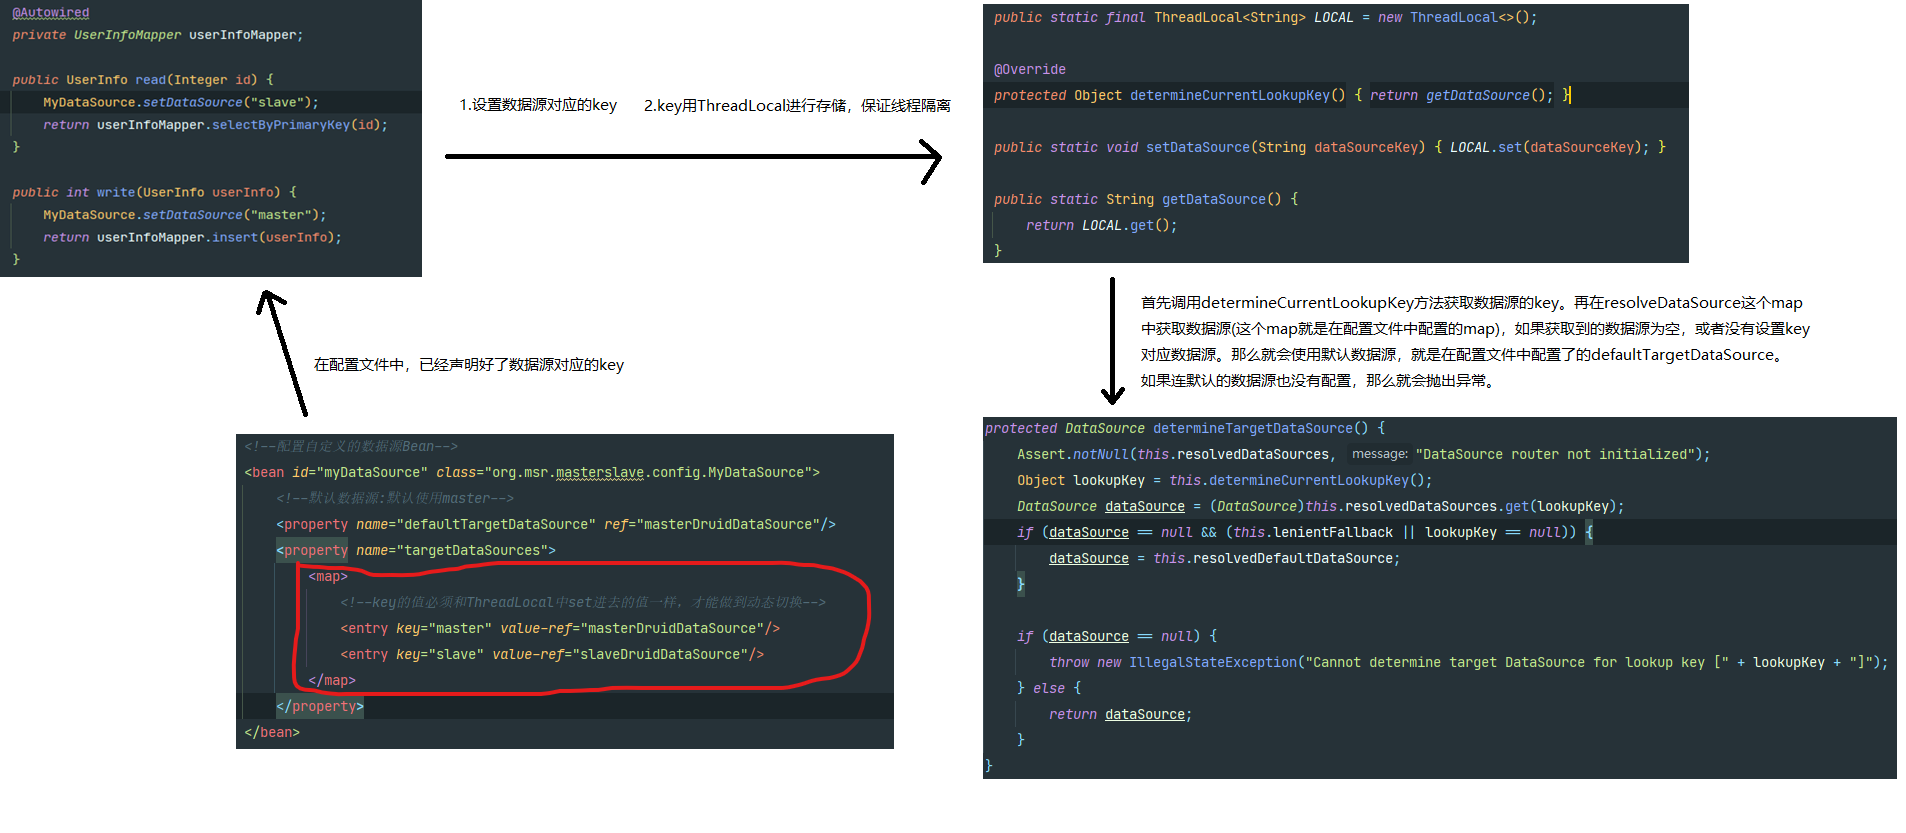 @Autowired
private UserInfoMapper userInfoMapper;
public UserInfo read(Integer id) {
MyDataSource.setDataSource("slave");
return userInfoMapper.selectByPrimaryKey(id);
}
public int write(UserInfo userInfo) {
MyDataSource.setDataSource("master");
return userInfoMapper.insert(userInfo);
}
1.设置数据源对应的key
2.key用ThreadLocal进行存储，保证线程隔离
public static final ThreadLocal<String> LOCAL = new ThreadLocal<>();
@Override
protected Object determineCurrentLookupKey() { return getDataSource(); }
public static void setDataSource(String dataSourceKey) { LOCAL.set(dataSourceKey); }
public static String getDataSource() {
return LOCAL.get();
}
首先调用determineCurrentLookupKey方法获取数据源的key。再在resolveDataSource这个map
中获取数据源(这个map就是在配置文件中配置的map)，如果获取到的数据源为空，或者没有设置key
对应数据源。那么就会使用默认数据源，就是在配置文件中配置了的defaultTargetDataSource。
如果连默认的数据源也没有配置，那么就会抛出异常。
在配置文件中，已经声明好了数据源对应的key
<!--配置自定义的数据源Bean-->
<bean id="myDataSource" class="org.msr.masterslave.config.MyDataSource">
<!--默认数据源:默认使用master-->
<property name="defaultTargetDataSource" ref="masterDruidDataSource"/>
<property name="targetDataSources">
<map>
<!--key的值必须和ThreadLocal中set进去的值一样，才能做到动态切换-->
<entry key="master" value-ref="masterDruidDataSource"/>
<entry key="slave" value-ref="slaveDruidDataSource"/>
</map>
</property>
</bean>
protected DataSource determineTargetDataSource() {
Assert.notNull(this.resolvedDataSources, message: "DataSource router not initialized");
Object lookupKey = this.determineCurrentLookupKey();
DataSource dataSource = (DataSource)this.resolvedDataSources.get(lookupKey);
if (dataSource == null && (this.lenientFallback || lookupKey == null)) {
dataSource = this.resolvedDefaultDataSource;
}
if (dataSource == null) {
throw new IllegalStateException("Cannot determine target DataSource for lookup key [" + lookupKey + "]");
} else {
return dataSource;
}
}